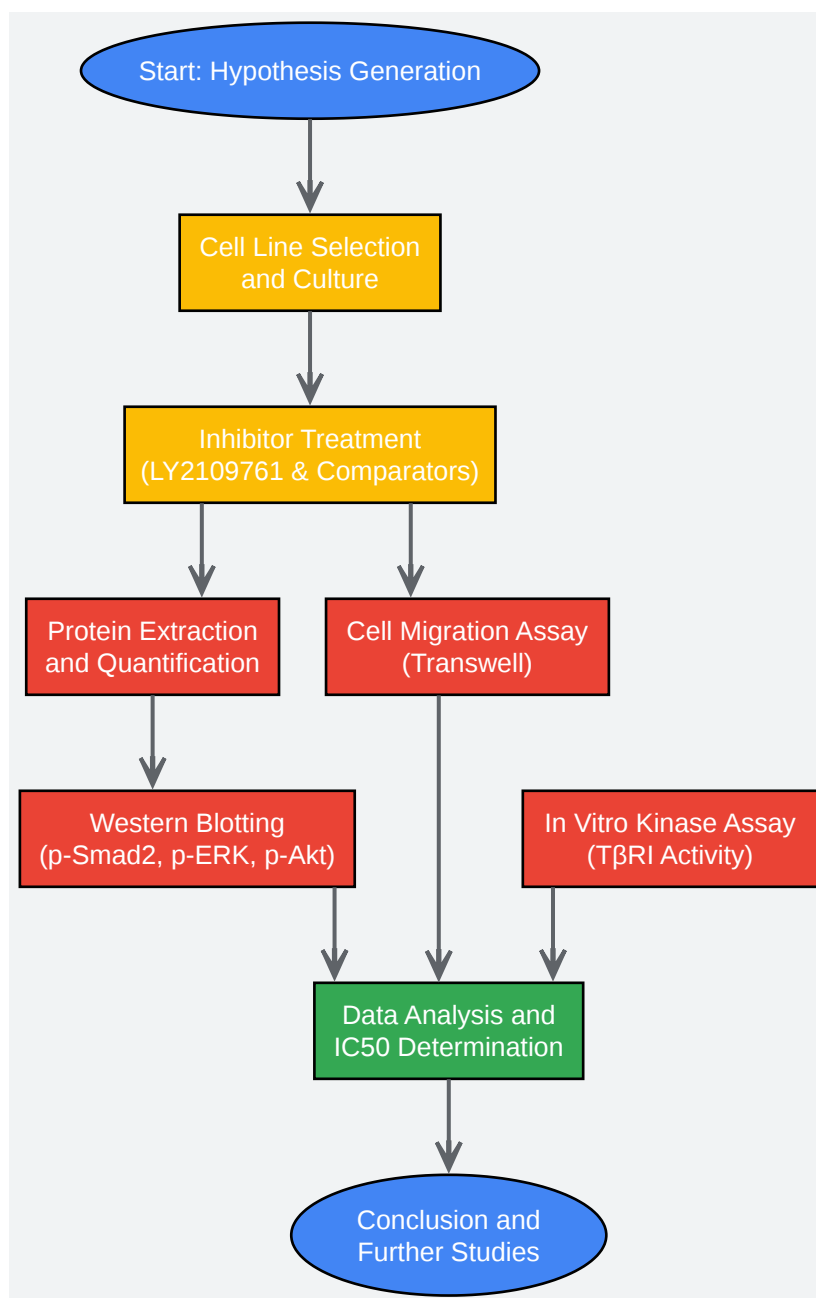 Start: Hypothesis Generation
Cell Line Selection
and Culture
Inhibitor Treatment
(LY2109761 & Comparators)
Protein Extraction
and Quantification
Cell Migration Assay
(Transwell)
Western Blotting
(p-Smad2, p-ERK, p-Akt)
In Vitro Kinase Assay
(TβRI Activity)
Data Analysis and
IC50 Determination
Conclusion and
Further Studies